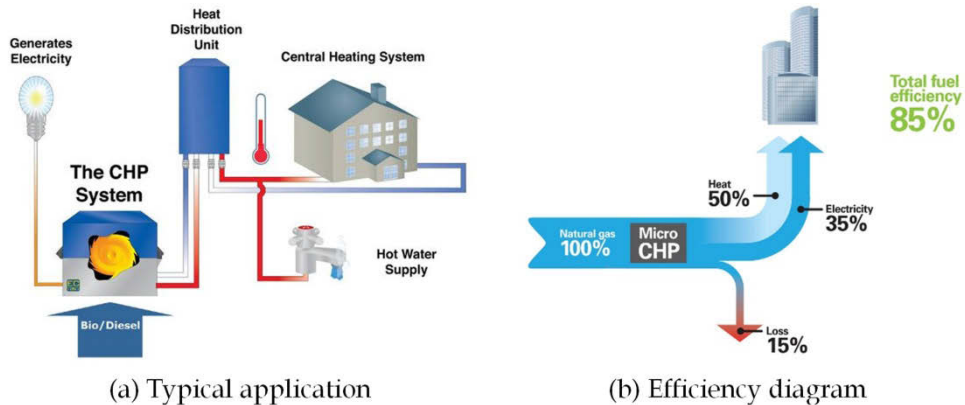 Generates
Electricity
Heat
Distribution
Unit
Central Heating System
The CHP
System
Hot Water
Supply
Bio/Diesel
(a) Typical application
Total fuel
efficiency
85%
Heat
50%
Electricity
35%
Natural gas
100%
Micro
CHP
Loss
15%
(b) Efficiency diagram